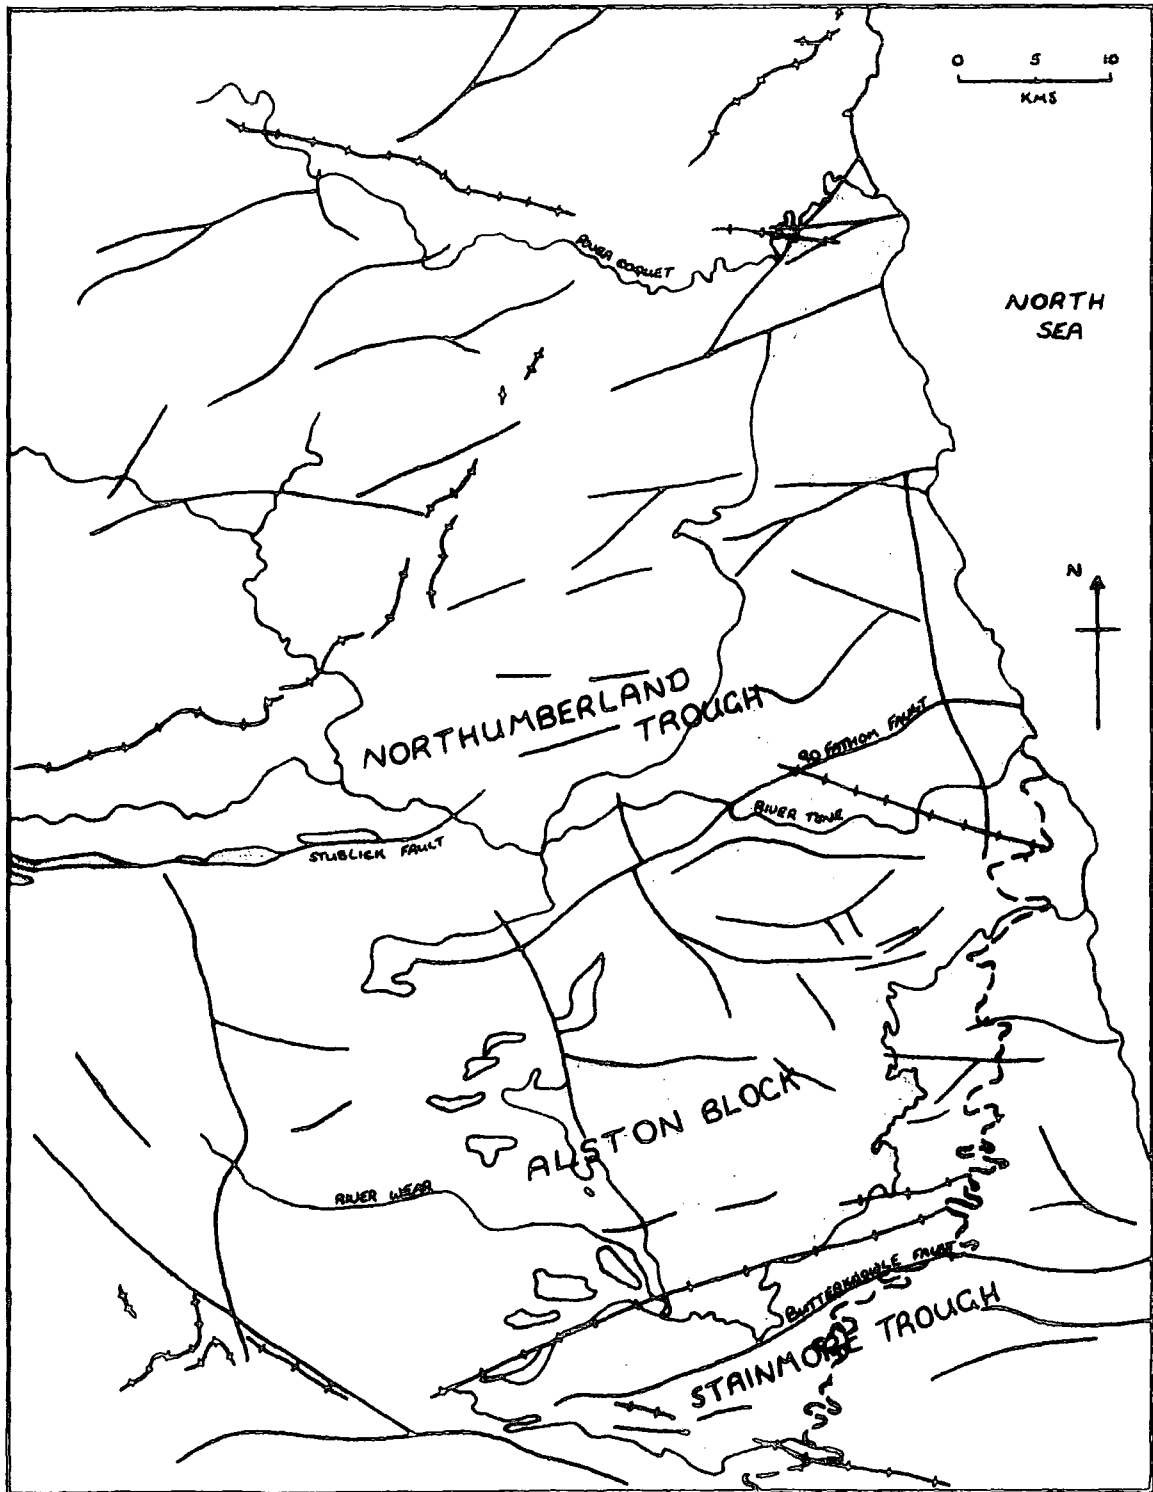 0 5 10
KMS
RIVER COQUET
NORTH
SEA
N
NORTHUMBERLAND
TROUGH
90 FATHOM FAULT
RIVER TYNE
STUBLICK FAULT
ALSTON BLOCK
RIVER WEAR
BUTTERKNOWLE FAULT
STAINMORE TROUGH